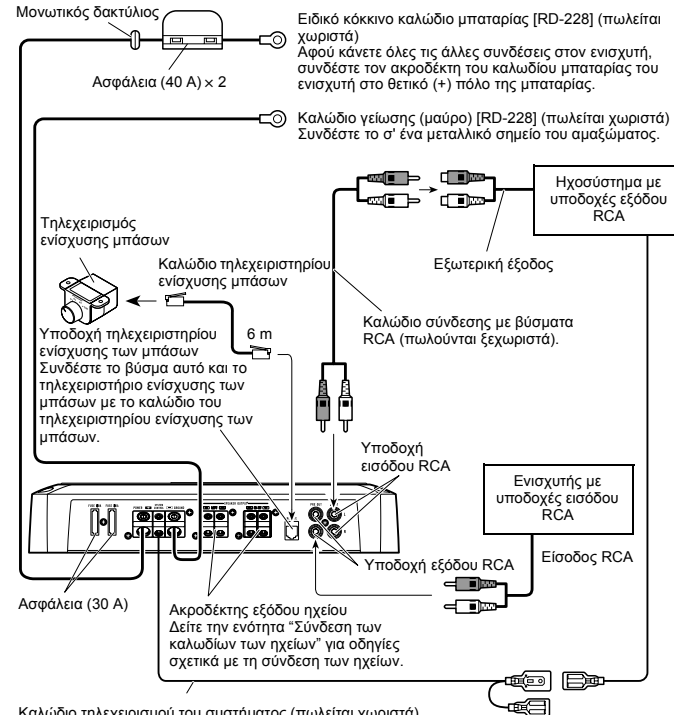 Μονωτικός δακτύλιος
Ασφάλεια (40 A) × 2
Ειδικό κόκκινο καλώδιο μπαταρίας [RD-228] (πωλείται
χωριστά)
Αφού κάνετε όλες τις άλλες συνδέσεις στον ενισχυτή,
συνδέστε τον ακροδέκτη του καλωδίου μπαταρίας του
ενισχυτή στο θετικό (+) πόλο της μπαταρίας.
Καλώδιο γείωσης (μαύρο) [RD-228] (πωλείται χωριστά)
Συνδέστε το σ' ένα μεταλλικό σημείο του αμαξώματος.
Ηχοσύστημα με
υποδοχές εξόδου
RCA
Τηλεχειρισμός
ενίσχυσης μπάσων
Καλώδιο τηλεχειριστηρίου
ενίσχυσης μπάσων
Εξωτερική έξοδος
Καλώδιο σύνδεσης με βύσματα
RCA (πωλούνται ξεχωριστά).
Υποδοχή τηλεχειριστηρίου
ενίσχυσης των μπάσων
Συνδέστε το βύσμα αυτό και το
τηλεχειριστήριο ενίσχυσης των
μπάσων με το καλώδιο του
τηλεχειριστηρίου ενίσχυσης των
μπάσων.
6 m
Υποδοχή
εισόδου RCA
Ενισχυτής με
υποδοχές εισόδου
RCA
Υποδοχή εξόδου RCA
Είσοδος RCA
Ασφάλεια (30 A)
Ακροδέκτης εξόδου ηχείου
Δείτε την ενότητα “Σύνδεση των
καλωδίων των ηχείων” για οδηγίες
σχετικά με τη σύνδεση των ηχείων.
Καλώδιο τηλεχειρισμού του συστήματος (πωλείται χωριστά)